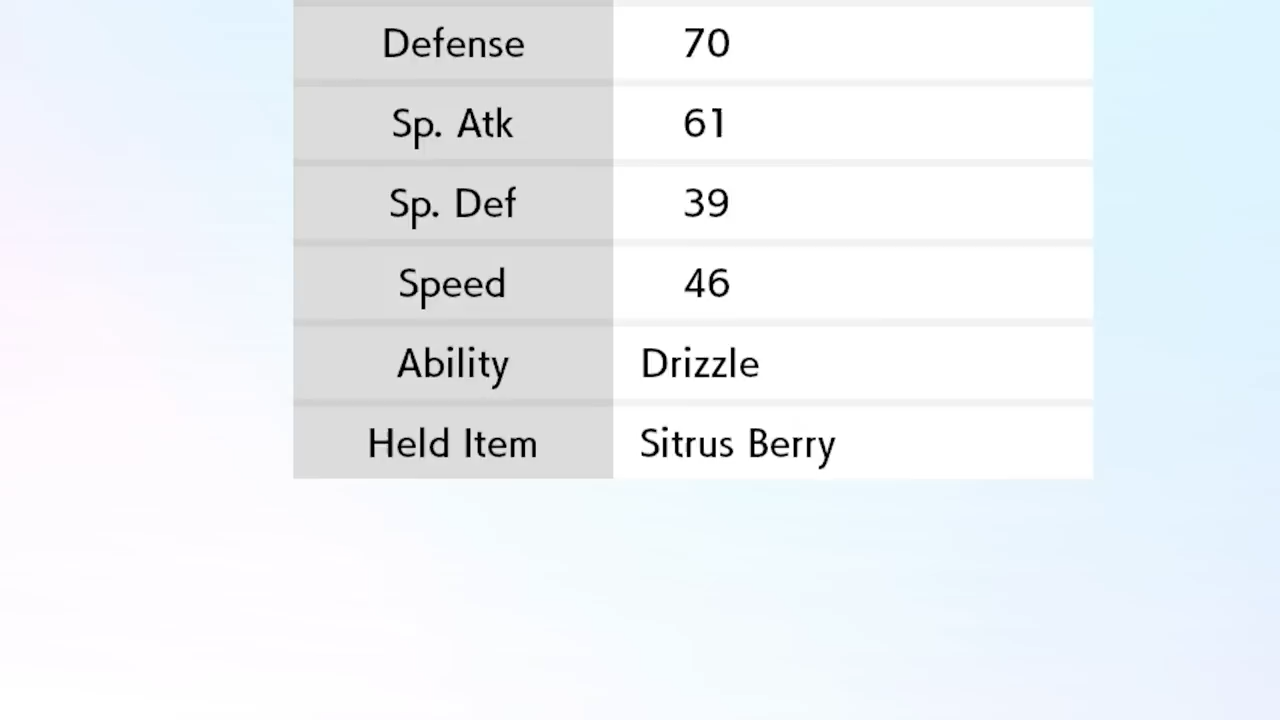 Defense 70
Sp. Atk 61
Sp. Def 39
Speed 46
Ability Drizzle
Held Item Sitrus Berry